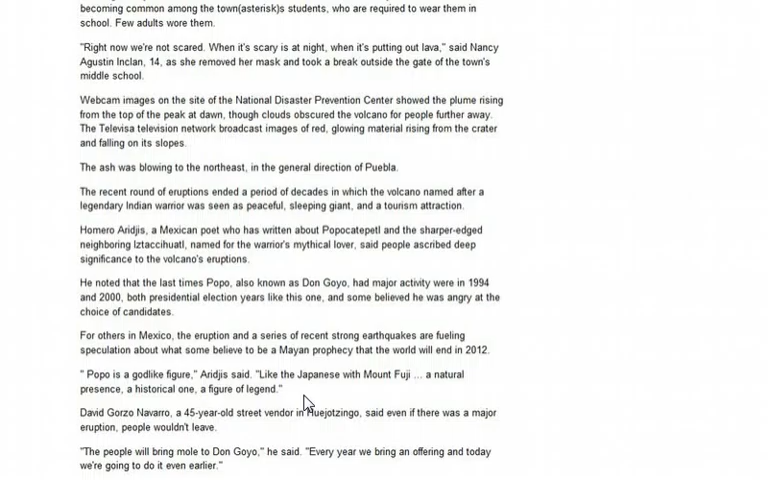 becoming common among the town(asterisk)s students, who are required to wear them in
school. Few adults wore them.
"Right now we're not scared. When it's scary is at night, when it's putting out lava," said Nancy
Agustin Inclan, 14, as she removed her mask and took a break outside the gate of the town's
middle school.
Webcam images on the site of the National Disaster Prevention Center showed the plume rising
from the top of the peak at dawn, though clouds obscured the volcano for people further away.
The Televisa television network broadcast images of red, glowing material rising from the crater
and falling on its slopes.
The ash was blowing to the northeast, in the general direction of Puebla.
The recent round of eruptions ended a period of decades in which the volcano named after a
legendary Indian warrior was seen as peaceful, sleeping giant, and a tourism attraction.
Homero Aridjis, a Mexican poet who has written about Popocatepetl and the sharper-edged
neighboring Iztaccihuatl, named for the warrior's mythical lover, said people ascribed deep
significance to the volcano's eruptions.
He noted that the last times Popo, also known as Don Goyo, had major activity were in 1994
and 2000, both presidential election years like this one, and some believed he was angry at the
choice of candidates.
For others in Mexico, the eruption and a series of recent strong earthquakes are fueling
speculation about what some believe to be a Mayan prophecy that the world will end in 2012.
" Popo is a godlike figure," Aridjis said. "Like the Japanese with Mount Fuji ... a natural
presence, a historical one, a figure of legend."
David Gorzo Navarro, a 45-year-old street vendor in Huejotzingo, said even if there was a major
eruption, people wouldn't leave.
"The people will bring mole to Don Goyo," he said. "Every year we bring an offering and today
we're going to do it even earlier."